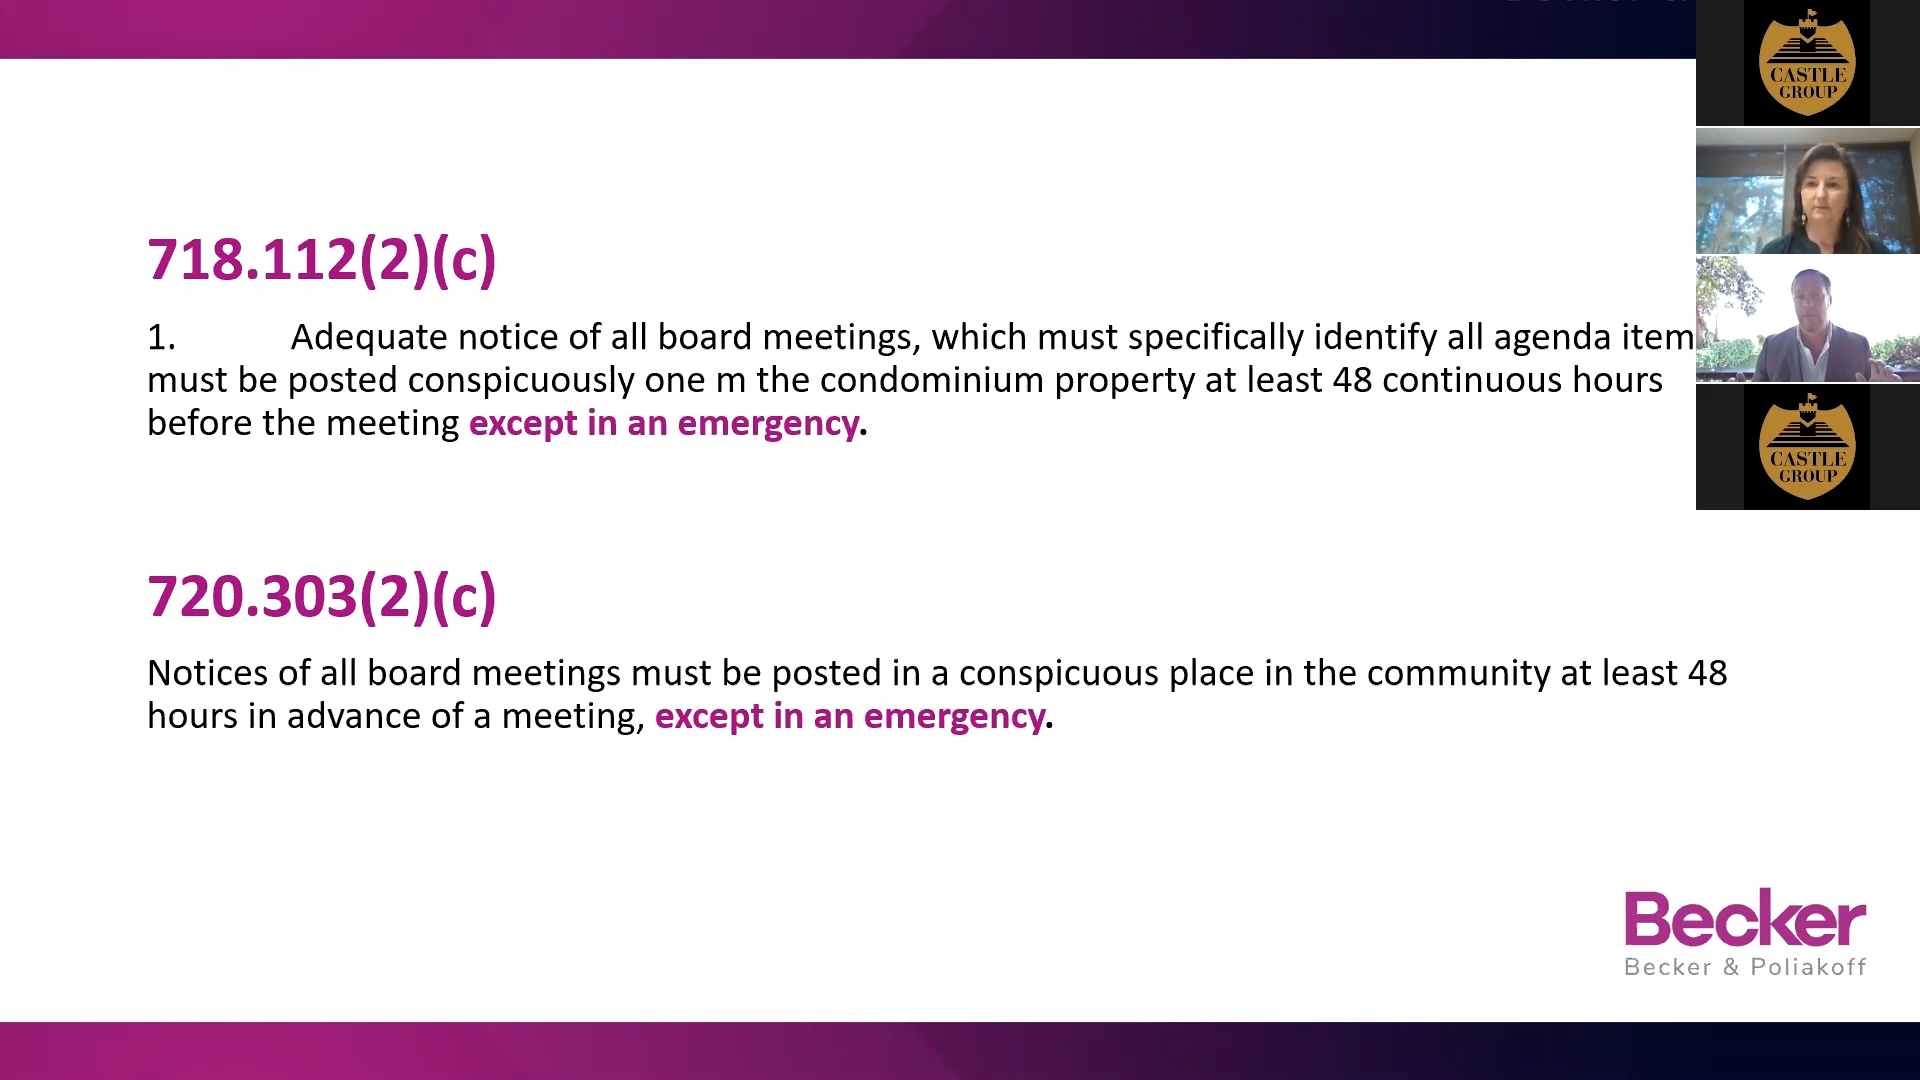 718.112(2)(c)
1. Adequate notice of all board meetings, which must specifically identify all agenda item
must be posted conspicuously one m the condominium property at least 48 continuous hours
before the meeting except in an emergency.
720.303(2)(c)
Notices of all board meetings must be posted in a conspicuous place in the community at least 48
hours in advance of a meeting, except in an emergency.
Becker
Becker & Poliakoff
CASTLE
GROUP
CASTLE
GROUP